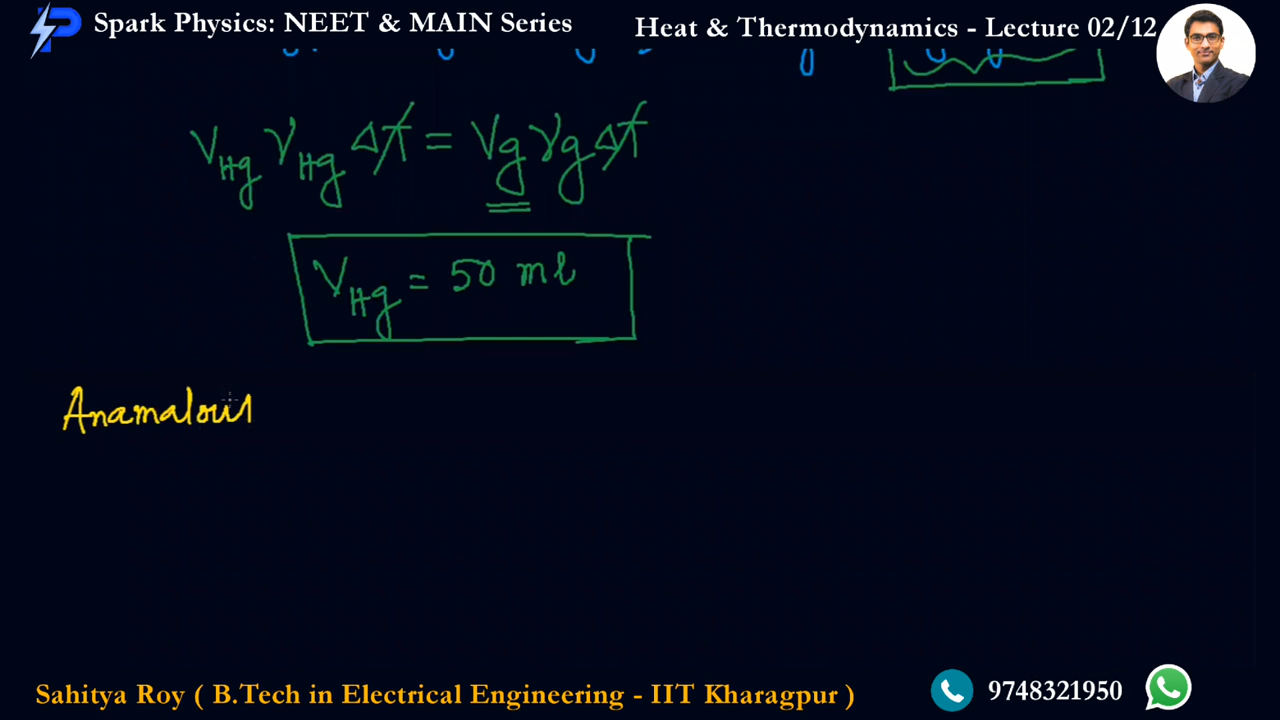 Spark Physics: NEET & MAIN Series
Heat & Thermodynamics - Lecture 02/12
V_Hg γ_Hg ΔT = V_g γ_g ΔT
V_Hg = 50 ml
Anamalous
Sahitya Roy ( B.Tech in Electrical Engineering - IIT Kharagpur )
9748321950